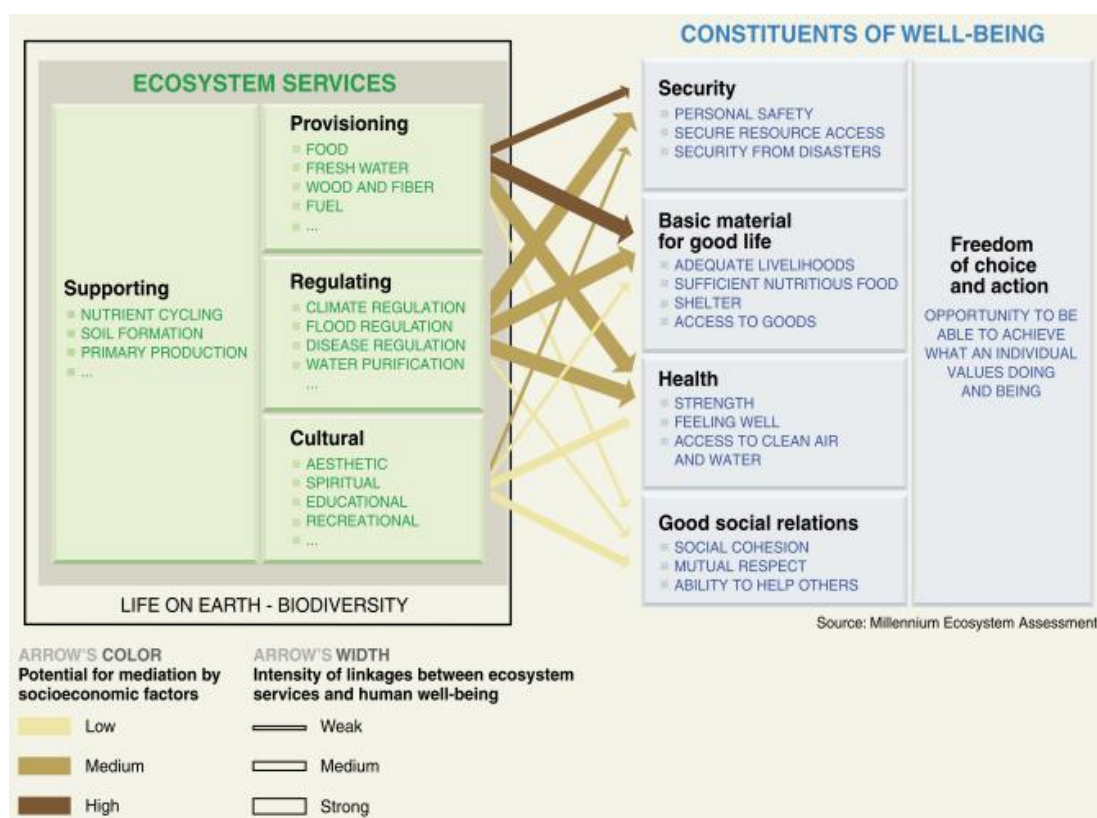 CONSTITUENTS OF WELL-BEING
ECOSYSTEM SERVICES
Supporting
NUTRIENT CYCLING
SOIL FORMATION
PRIMARY PRODUCTION
...
Provisioning
FOOD
FRESH WATER
WOOD AND FIBER
FUEL
...
Regulating
CLIMATE REGULATION
FLOOD REGULATION
DISEASE REGULATION
WATER PURIFICATION
...
Cultural
AESTHETIC
SPIRITUAL
EDUCATIONAL
RECREATIONAL
...
LIFE ON EARTH - BIODIVERSITY
Security
PERSONAL SAFETY
SECURE RESOURCE ACCESS
SECURITY FROM DISASTERS
Basic material
for good life
ADEQUATE LIVELIHOODS
SUFFICIENT NUTRITIOUS FOOD
SHELTER
ACCESS TO GOODS
Health
STRENGTH
FEELING WELL
ACCESS TO CLEAN AIR
AND WATER
Good social relations
SOCIAL COHESION
MUTUAL RESPECT
ABILITY TO HELP OTHERS
Freedom
of choice
and action
OPPORTUNITY TO BE
ABLE TO ACHIEVE
WHAT AN INDIVIDUAL
VALUES DOING
AND BEING
Source: Millennium Ecosystem Assessment
ARROW'S COLOR
Potential for mediation by
socioeconomic factors
Low
Medium
High
ARROW'S WIDTH
Intensity of linkages between ecosystem
services and human well-being
Weak
Medium
Strong